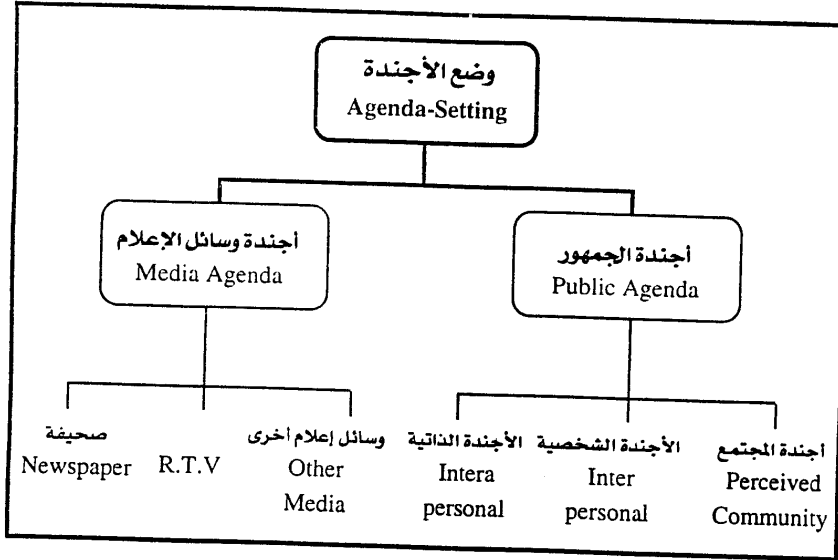 وضع الأجندة
Agenda-Setting
أجندة وسائل الإعلام
Media Agenda
أجندة الجمهور
Public Agenda
صحيفة
Newspaper
R.T.V
وسائل إعلام أخرى
Other
Media
الأجندة الذاتية
Intera
personal
الأجندة الشخصية
Inter
personal
أجندة المجتمع
Perceived
Community